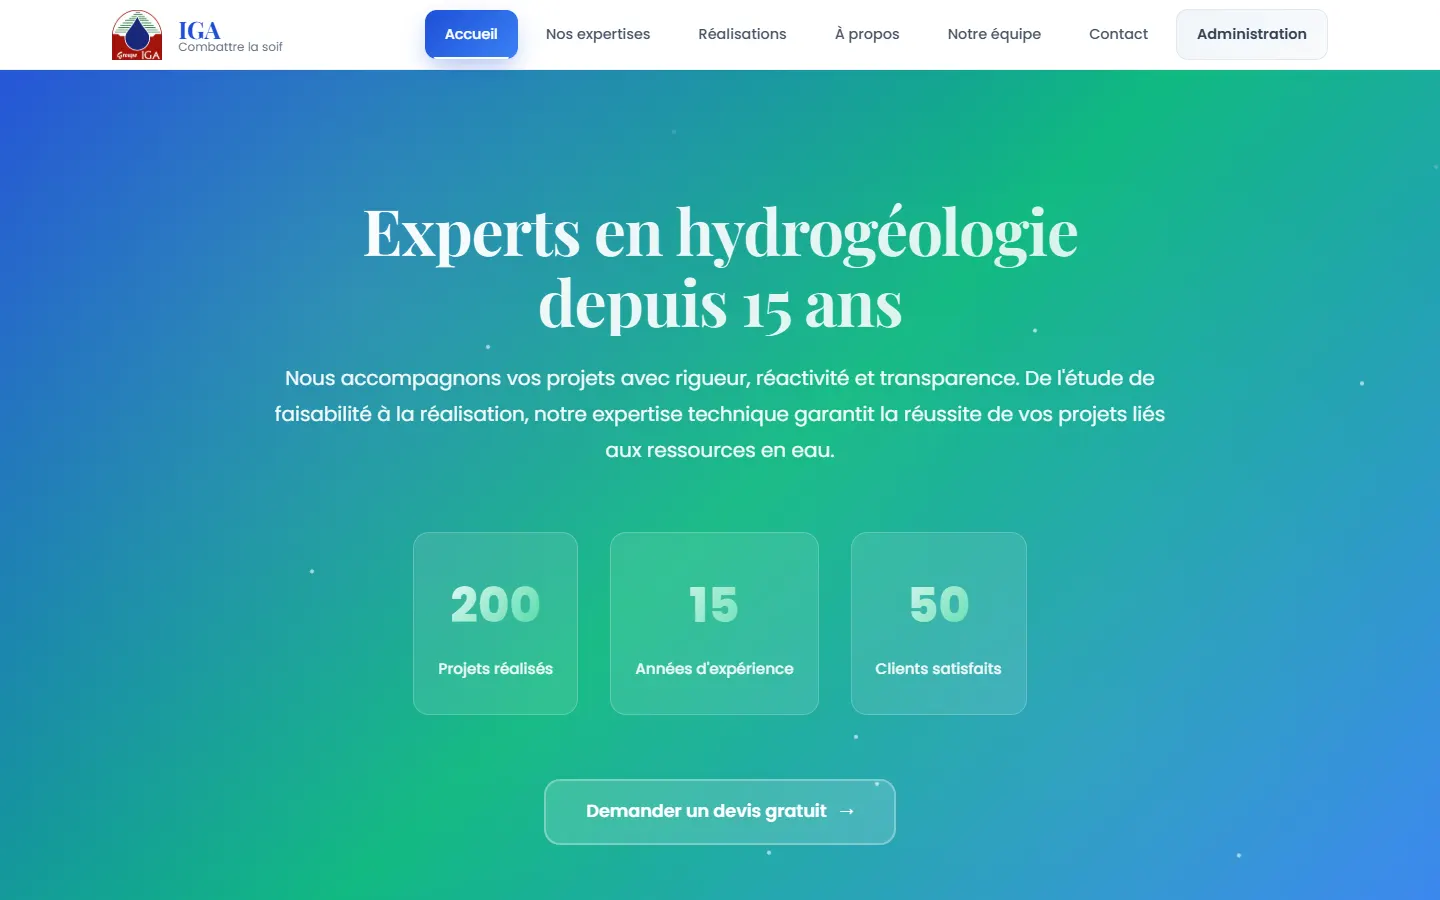 Groupe IGA
IGA
Combattre la soif
Accueil
Nos expertises
Réalisations
À propos
Notre équipe
Contact
Administration
Experts en hydrogéologie
depuis 15 ans
Nous accompagnons vos projets avec rigueur, réactivité et transparence. De l'étude de
faisabilité à la réalisation, notre expertise technique garantit la réussite de vos projets liés
aux ressources en eau.
200
Projets réalisés
15
Années d'expérience
50
Clients satisfaits
Demander un devis gratuit →